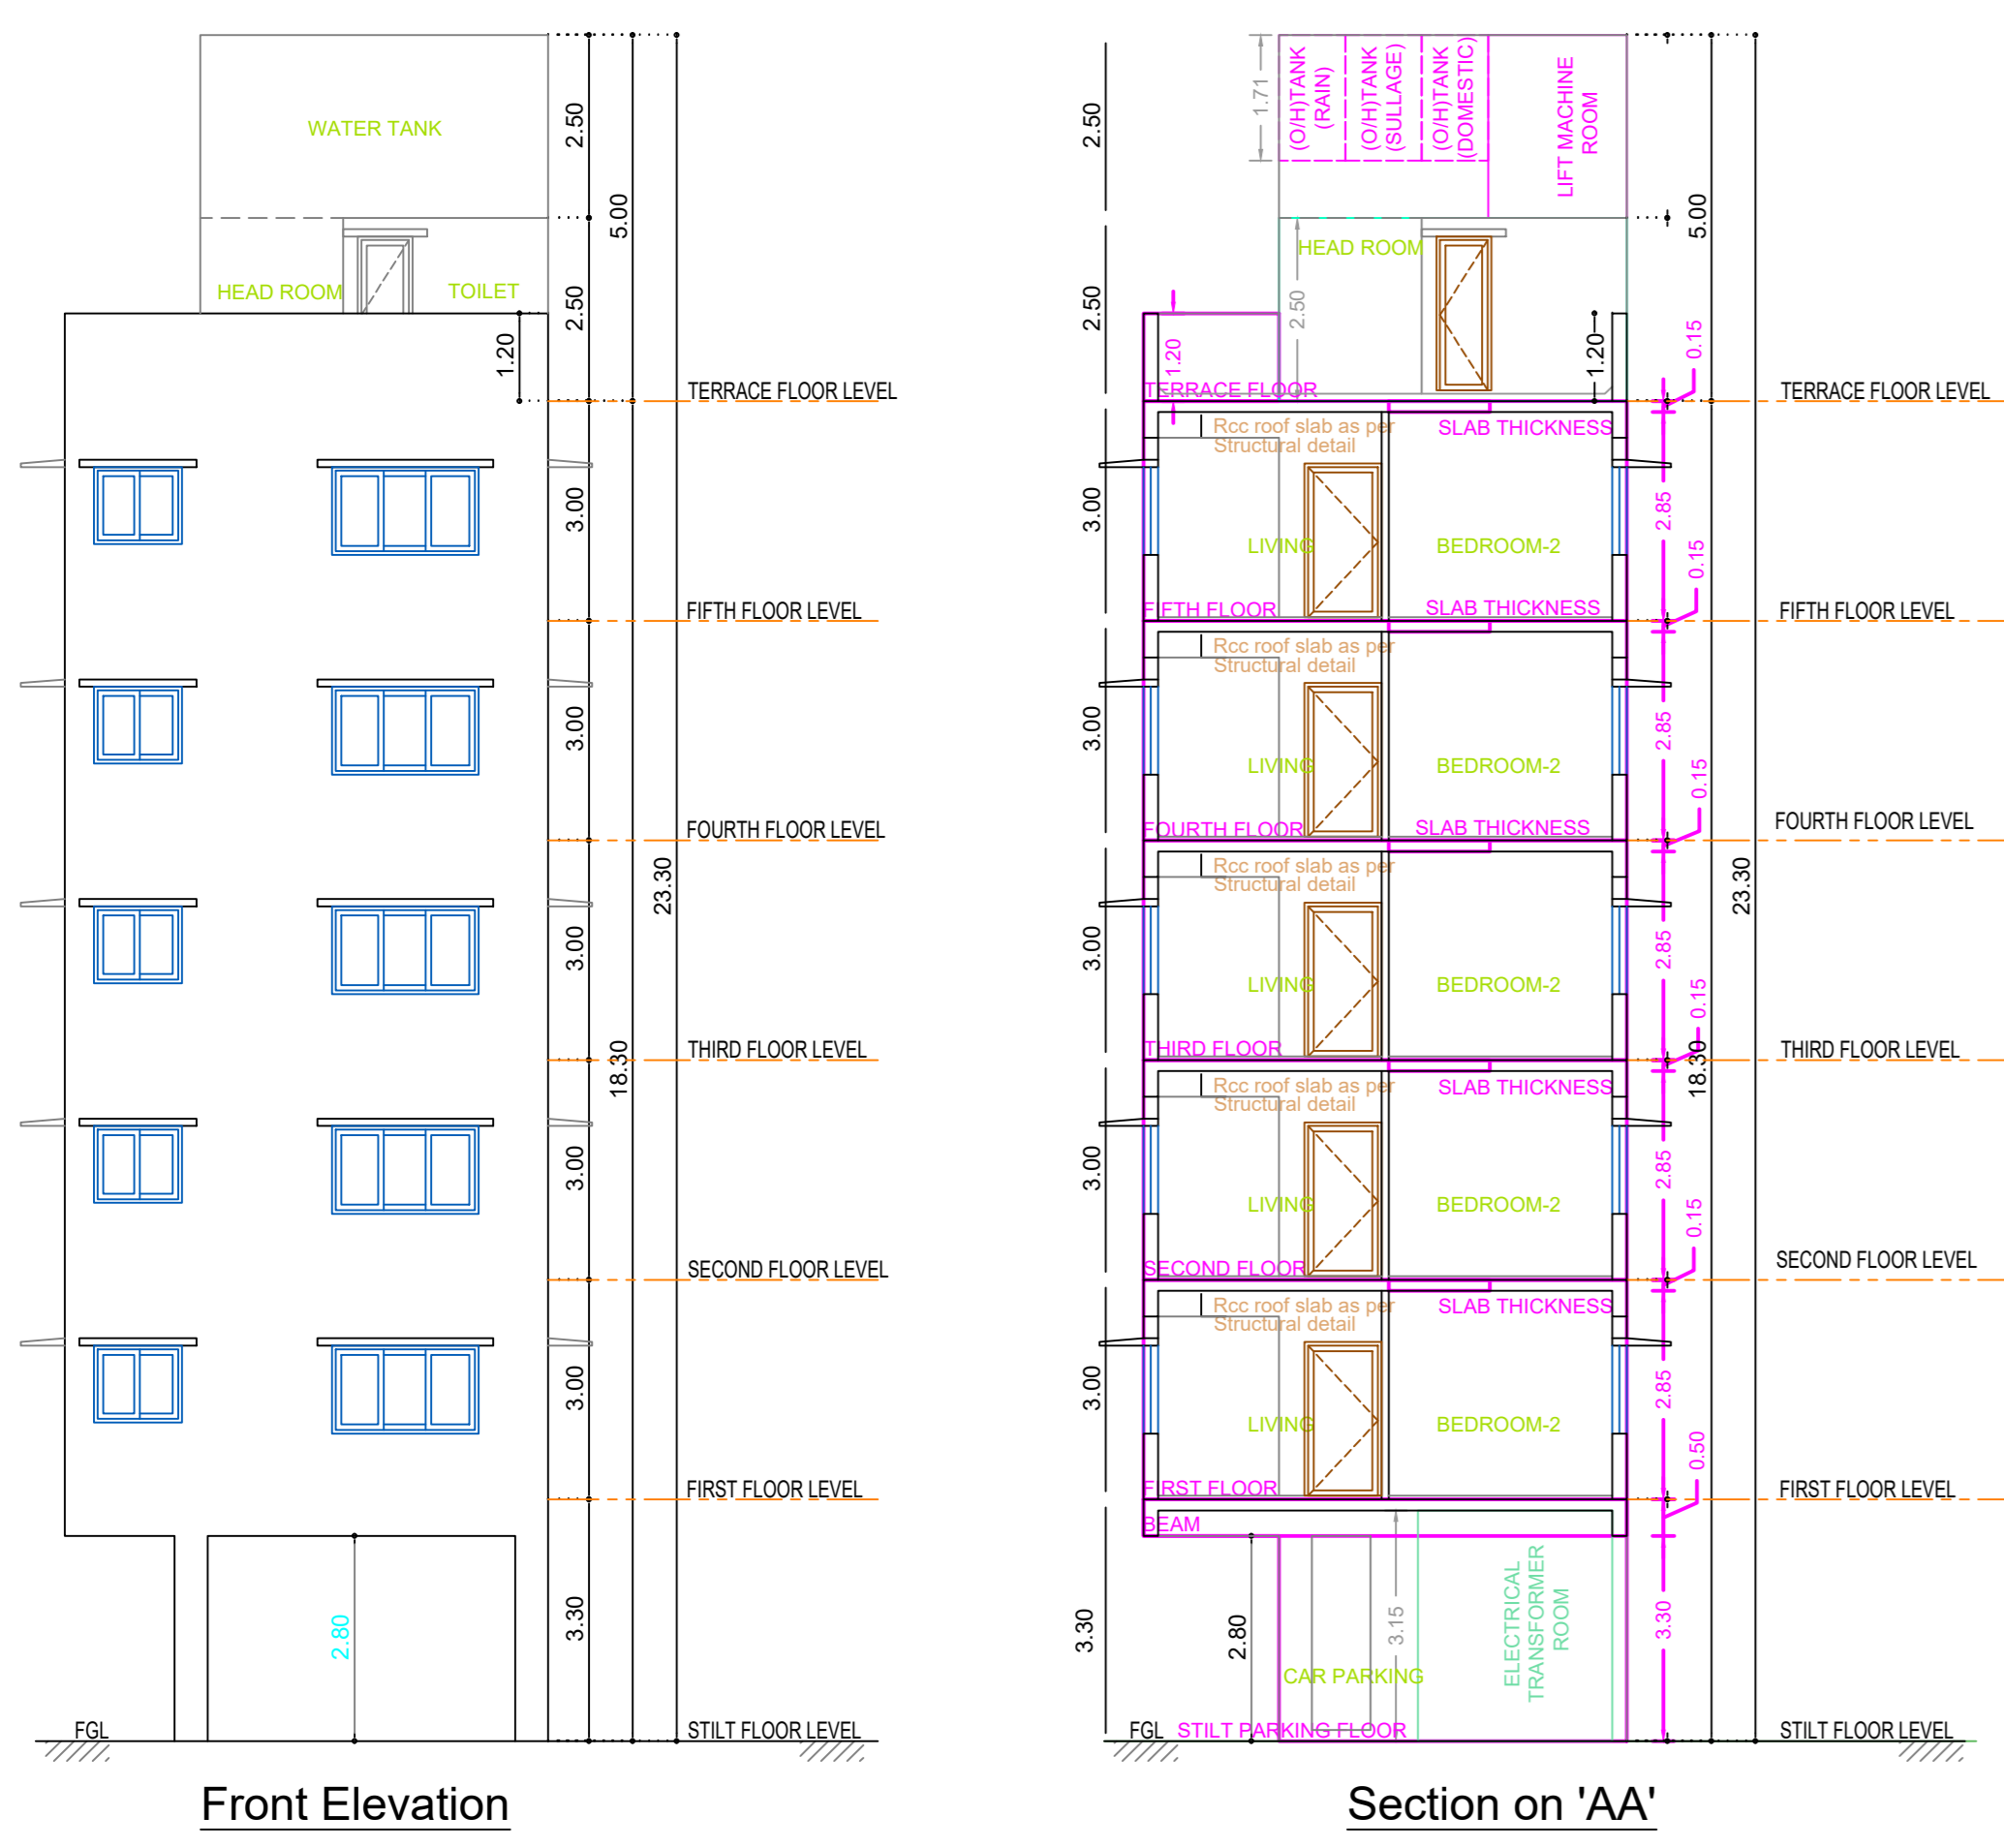 WATER TANK
2.50
5.00
HEAD ROOM
TOILET
2.50
1.20
TERRACE FLOOR LEVEL
3.00
FIFTH FLOOR LEVEL
3.00
FOURTH FLOOR LEVEL
23.30
3.00
THIRD FLOOR LEVEL
18.30
3.00
SECOND FLOOR LEVEL
3.00
FIRST FLOOR LEVEL
3.30
2.80
FGL
STILT FLOOR LEVEL
Front Elevation
2.50
1.71
(O/H)TANK
(RAIN)
(O/H)TANK
(SULLAGE)
(O/H)TANK
(DOMESTIC)
LIFT MACHINE
ROOM
5.00
HEAD ROOM
2.50
2.50
1.20
1.20
0.15
TERRACE FLOOR
TERRACE FLOOR LEVEL
Rcc roof slab as per
Structural detail
SLAB THICKNESS
3.00
2.85
LIVING
BEDROOM-2
0.15
FIFTH FLOOR
SLAB THICKNESS
FIFTH FLOOR LEVEL
Rcc roof slab as per
Structural detail
3.00
2.85
LIVING
BEDROOM-2
0.15
FOURTH FLOOR
SLAB THICKNESS
FOURTH FLOOR LEVEL
Rcc roof slab as per
Structural detail
23.30
3.00
2.85
LIVING
BEDROOM-2
0.15
THIRD FLOOR
THIRD FLOOR LEVEL
18.30
Rcc roof slab as per
Structural detail
SLAB THICKNESS
3.00
2.85
LIVING
BEDROOM-2
0.15
SECOND FLOOR
SECOND FLOOR LEVEL
Rcc roof slab as per
Structural detail
SLAB THICKNESS
3.00
2.85
LIVING
BEDROOM-2
0.50
FIRST FLOOR
FIRST FLOOR LEVEL
BEAM
3.30
2.80
3.15
ELECTRICAL
TRANSFORMER
ROOM
3.30
CAR PARKING
FGL
STILT PARKING FLOOR
STILT FLOOR LEVEL
Section on 'AA'